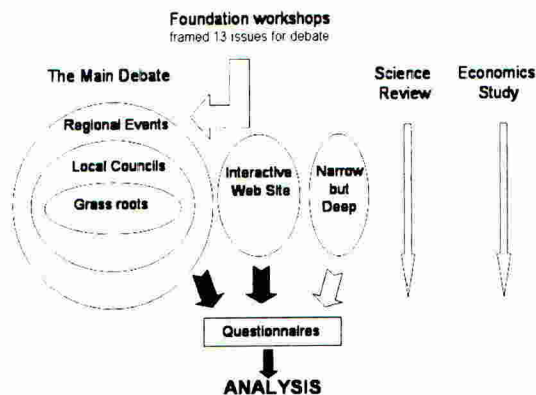 Foundation workshops
framed 13 issues for debate
The Main Debate
Science
Review
Economics
Study
Regional Events
Local Councils
Grass roots
Interactive
Web Site
Narrow
but
Deep
Questionnaires
ANALYSIS